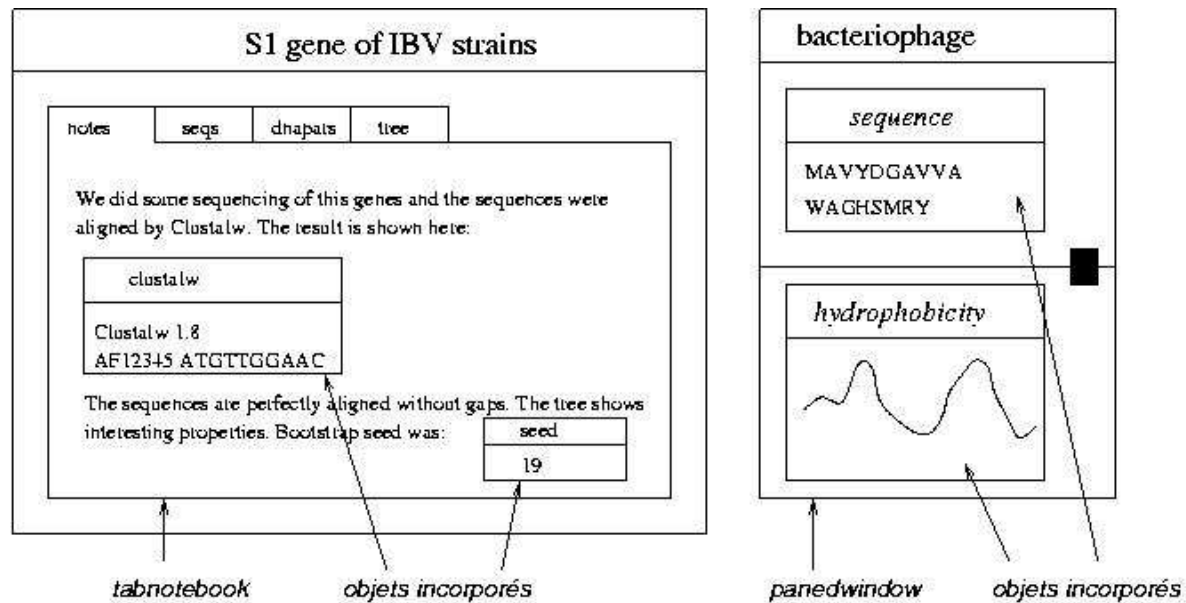 S1 gene of IBV strains
notes
seqs
dnapars
tree
We did some sequencing of this genes and the sequences were
aligned by Clustalw. The result is shown here:
clustalw
Clustalw 1.8
AF12345 ATGTTGGAAC
The sequences are perfectly aligned without gaps. The tree shows
interesting properties. Bootstrap seed was:
seed
19
tabnotebook
objets incorporés
bacteriophage
sequence
MAVYDGAVVA
WAGHSMRY
hydrophobicity
panedwindow
objets incorporés